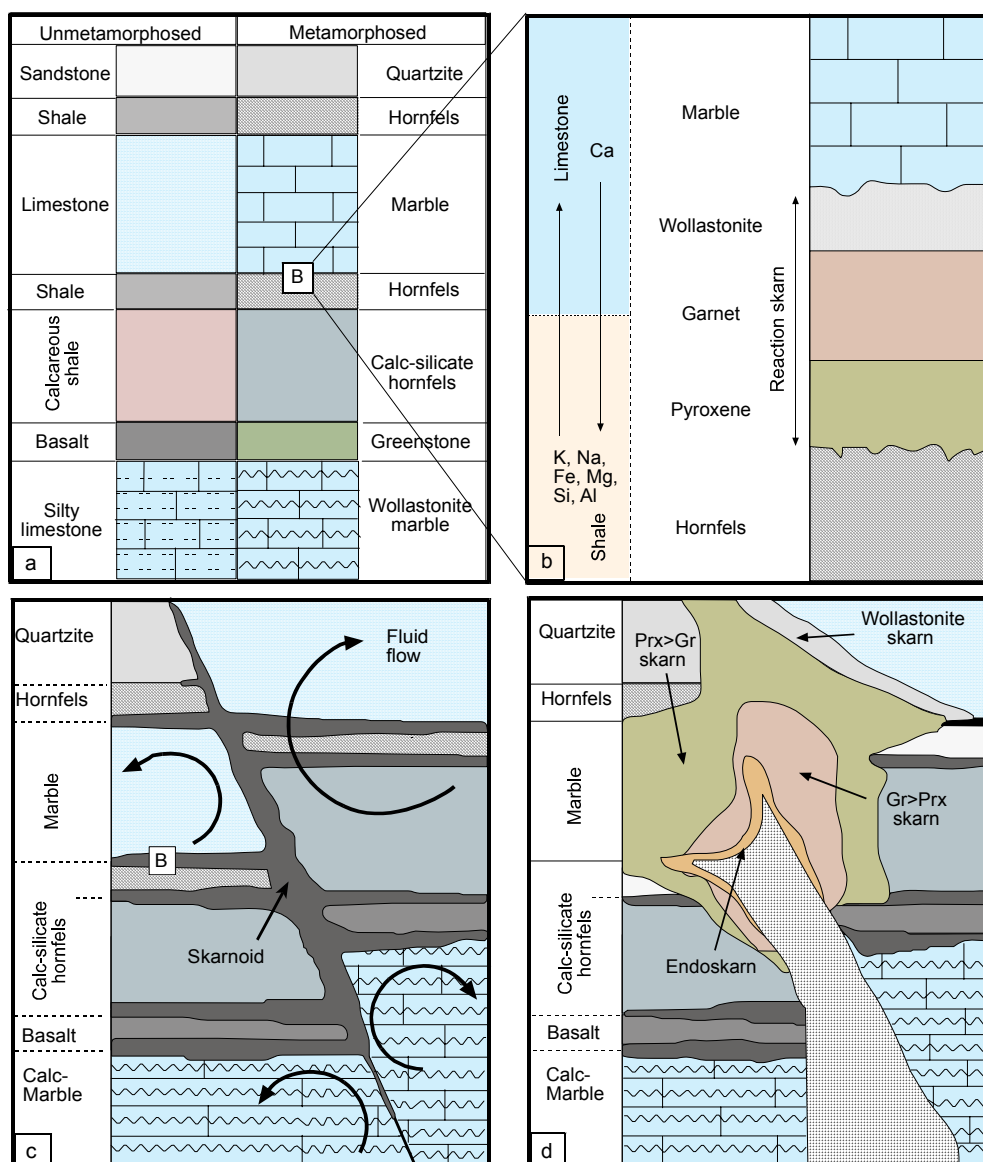 Unmetamorphosed Metamorphosed
Sandstone Quartzite
Shale Hornfels
Limestone Marble
B
Shale Hornfels
Calcareous
shale
Calc-silicate
hornfels
Basalt Greenstone
Silty
limestone
Wollastonite
marble
a
Limestone
Ca
Marble
Wollastonite
Garnet
Reaction skarn
Pyroxene
K, Na,
Fe, Mg,
Si, Al
Shale
Hornfels
b
Quartzite
Fluid
flow
Hornfels
Marble
B
Calc-silicate
hornfels
Skarnoid
Basalt
Calc-
Marble
c
Quartzite
Prx>Gr
skarn
Wollastonite
skarn
Hornfels
Marble
Gr>Prx
skarn
Calc-silicate
hornfels
Endoskarn
Basalt
Calc-
Marble
d